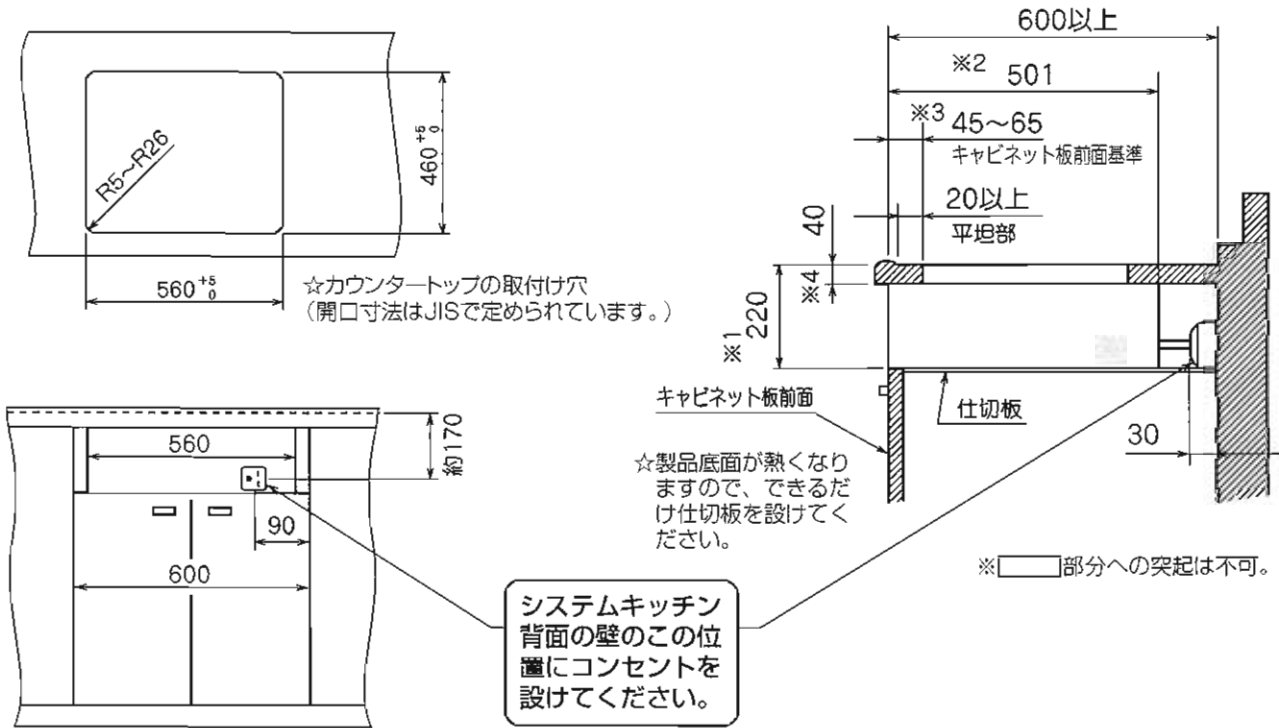 R5～R26
460 +5 0
560 +5 0
☆カウンタートップの取付け穴
（開口寸法はJISで定められています。）
600以上
※2 501
※3 45～65
キャビネット板前面基準
20以上
平坦部
40
※4
※1 220
キャビネット板前面
仕切板
30
☆製品底面が熱くなり
ますので、できるだ
け仕切板を設けてく
ださい。
※ 部分への突起は不可。
560
約170
90
600
システムキッチン
背面の壁のこの位
置にコンセントを
設けてください。